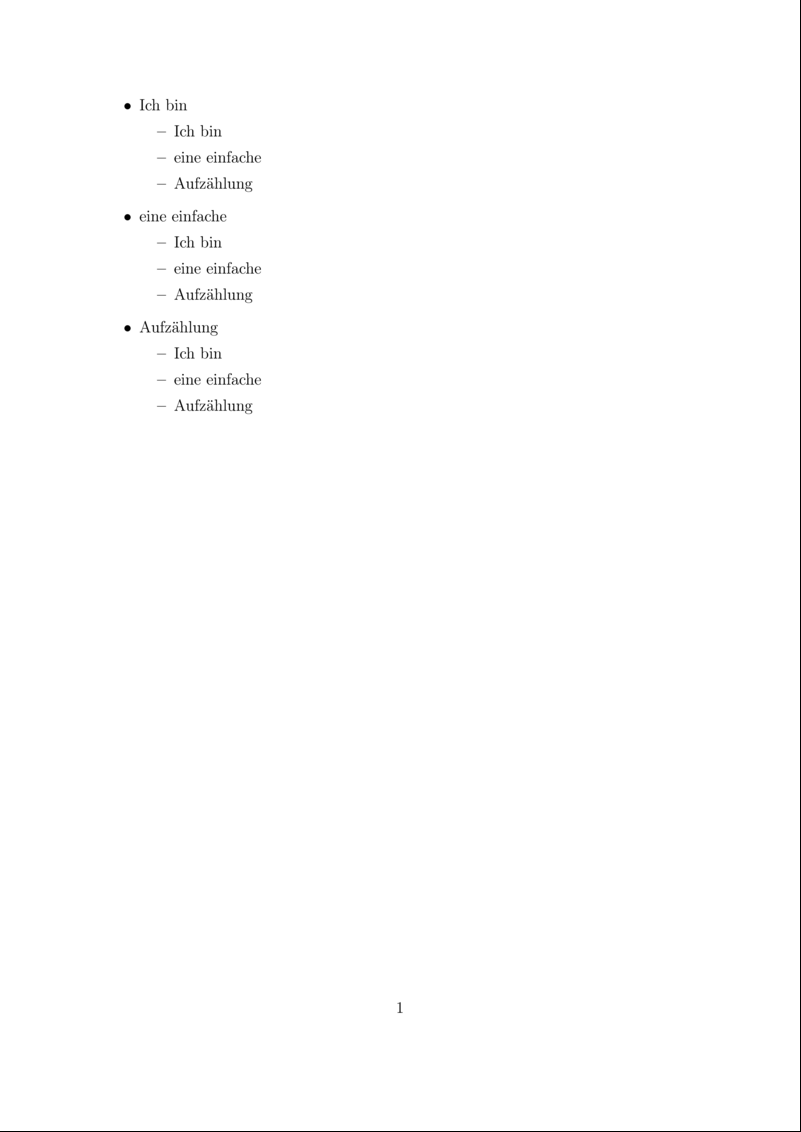 • Ich bin
– Ich bin
– eine einfache
– Aufzählung
• eine einfache
– Ich bin
– eine einfache
– Aufzählung
• Aufzählung
– Ich bin
– eine einfache
– Aufzählung
1